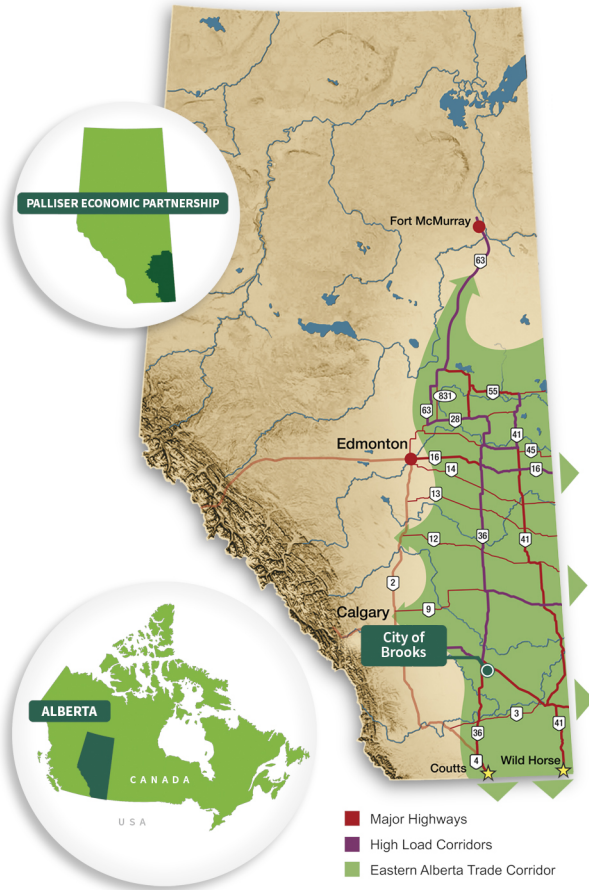 PALLISER ECONOMIC PARTNERSHIP
Fort McMurray
63
55
831
63
28
41
45
Edmonton
16
14
16
13
36
12
41
2
Calgary
9
City of
Brooks
3
41
36
4
Coutts
Wild Horse
ALBERTA
CANADA
USA
Major Highways
High Load Corridors
Eastern Alberta Trade Corridor